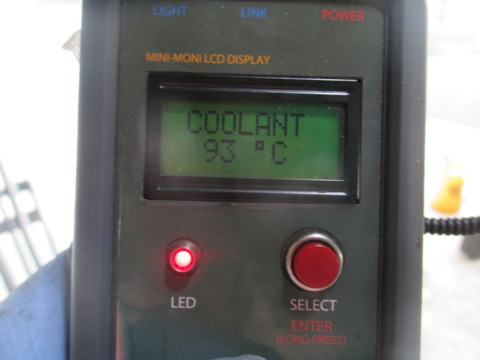 LIGHT LINK POWER
MINI-MONI LCD DISPLAY
COOLANT
93 °C
LED
SELECT
ENTER
(LONG PRESS)